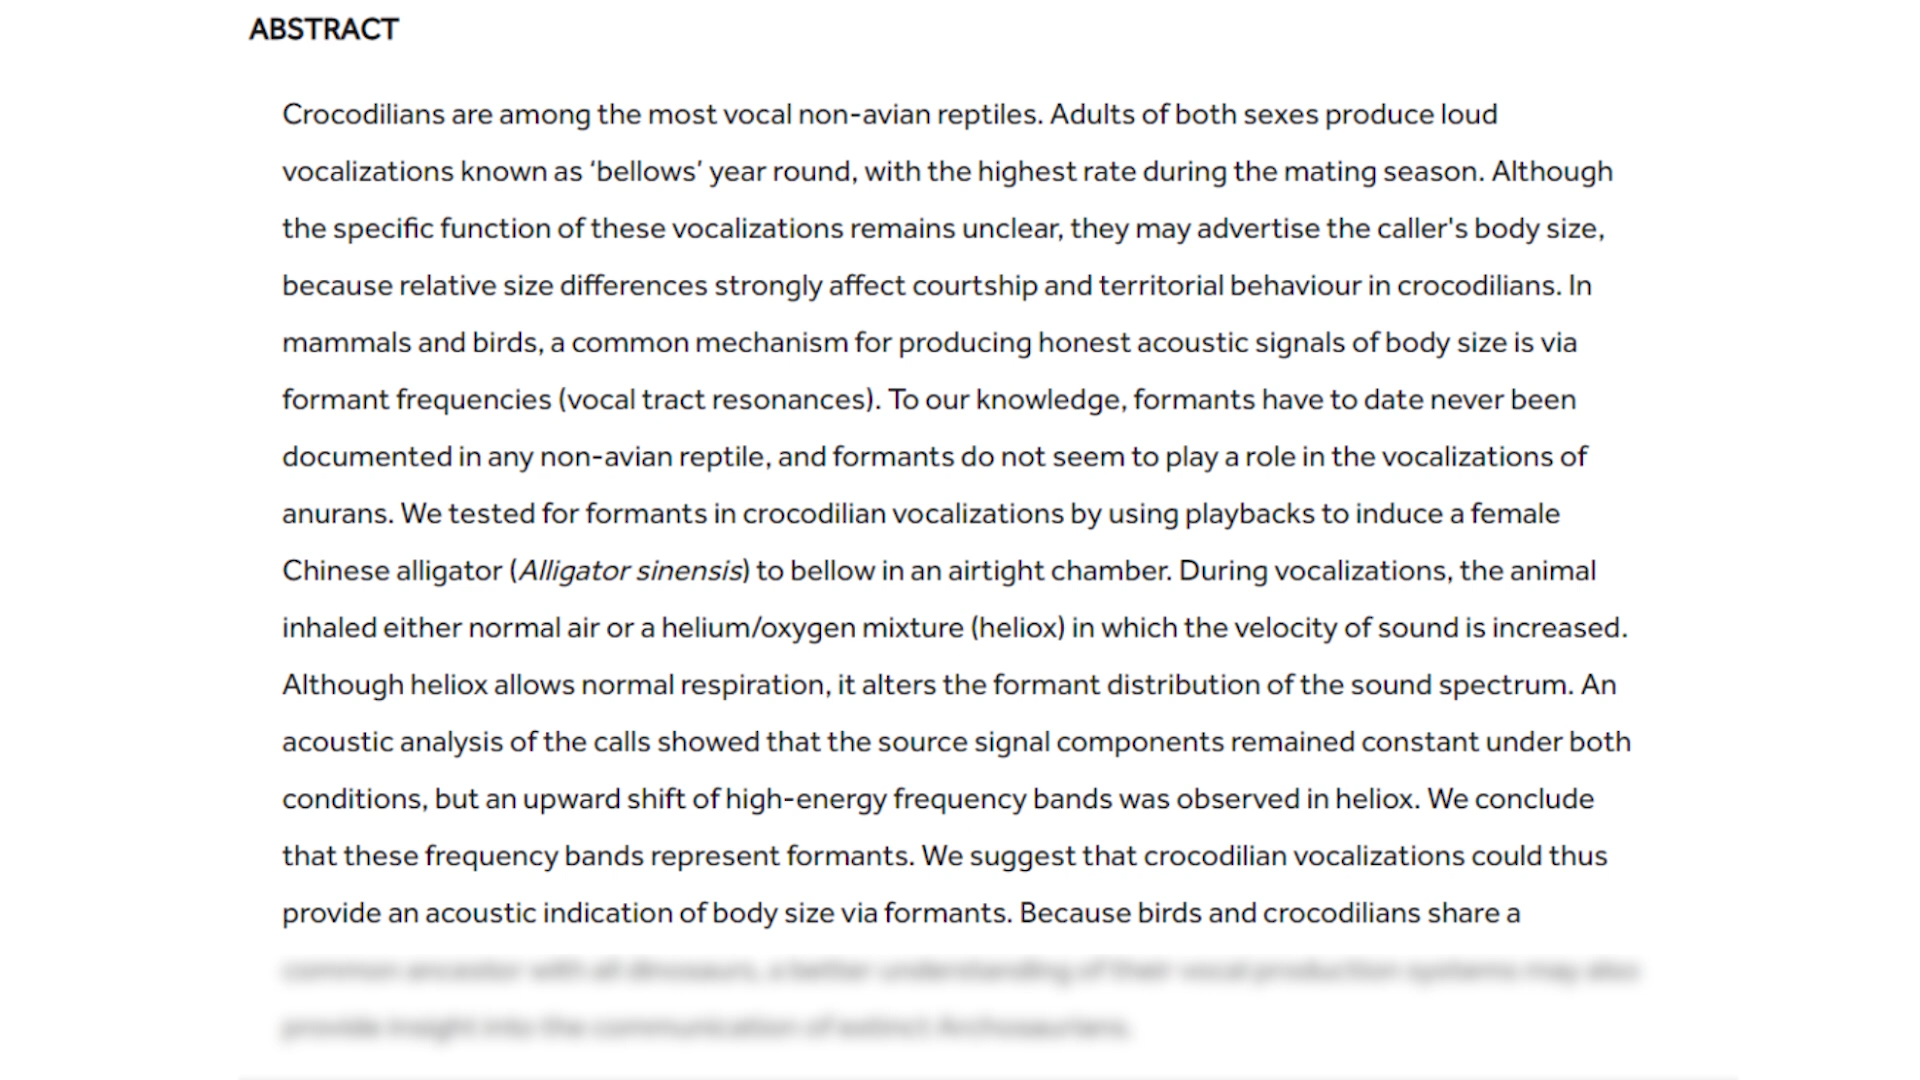 ABSTRACT
Crocodilians are among the most vocal non-avian reptiles. Adults of both sexes produce loud
vocalizations known as ‘bellows’ year round, with the highest rate during the mating season. Although
the specific function of these vocalizations remains unclear, they may advertise the caller's body size,
because relative size differences strongly affect courtship and territorial behaviour in crocodilians. In
mammals and birds, a common mechanism for producing honest acoustic signals of body size is via
formant frequencies (vocal tract resonances). To our knowledge, formants have to date never been
documented in any non-avian reptile, and formants do not seem to play a role in the vocalizations of
anurans. We tested for formants in crocodilian vocalizations by using playbacks to induce a female
Chinese alligator (Alligator sinensis) to bellow in an airtight chamber. During vocalizations, the animal
inhaled either normal air or a helium/oxygen mixture (heliox) in which the velocity of sound is increased.
Although heliox allows normal respiration, it alters the formant distribution of the sound spectrum. An
acoustic analysis of the calls showed that the source signal components remained constant under both
conditions, but an upward shift of high-energy frequency bands was observed in heliox. We conclude
that these frequency bands represent formants. We suggest that crocodilian vocalizations could thus
provide an acoustic indication of body size via formants. Because birds and crocodilians share a